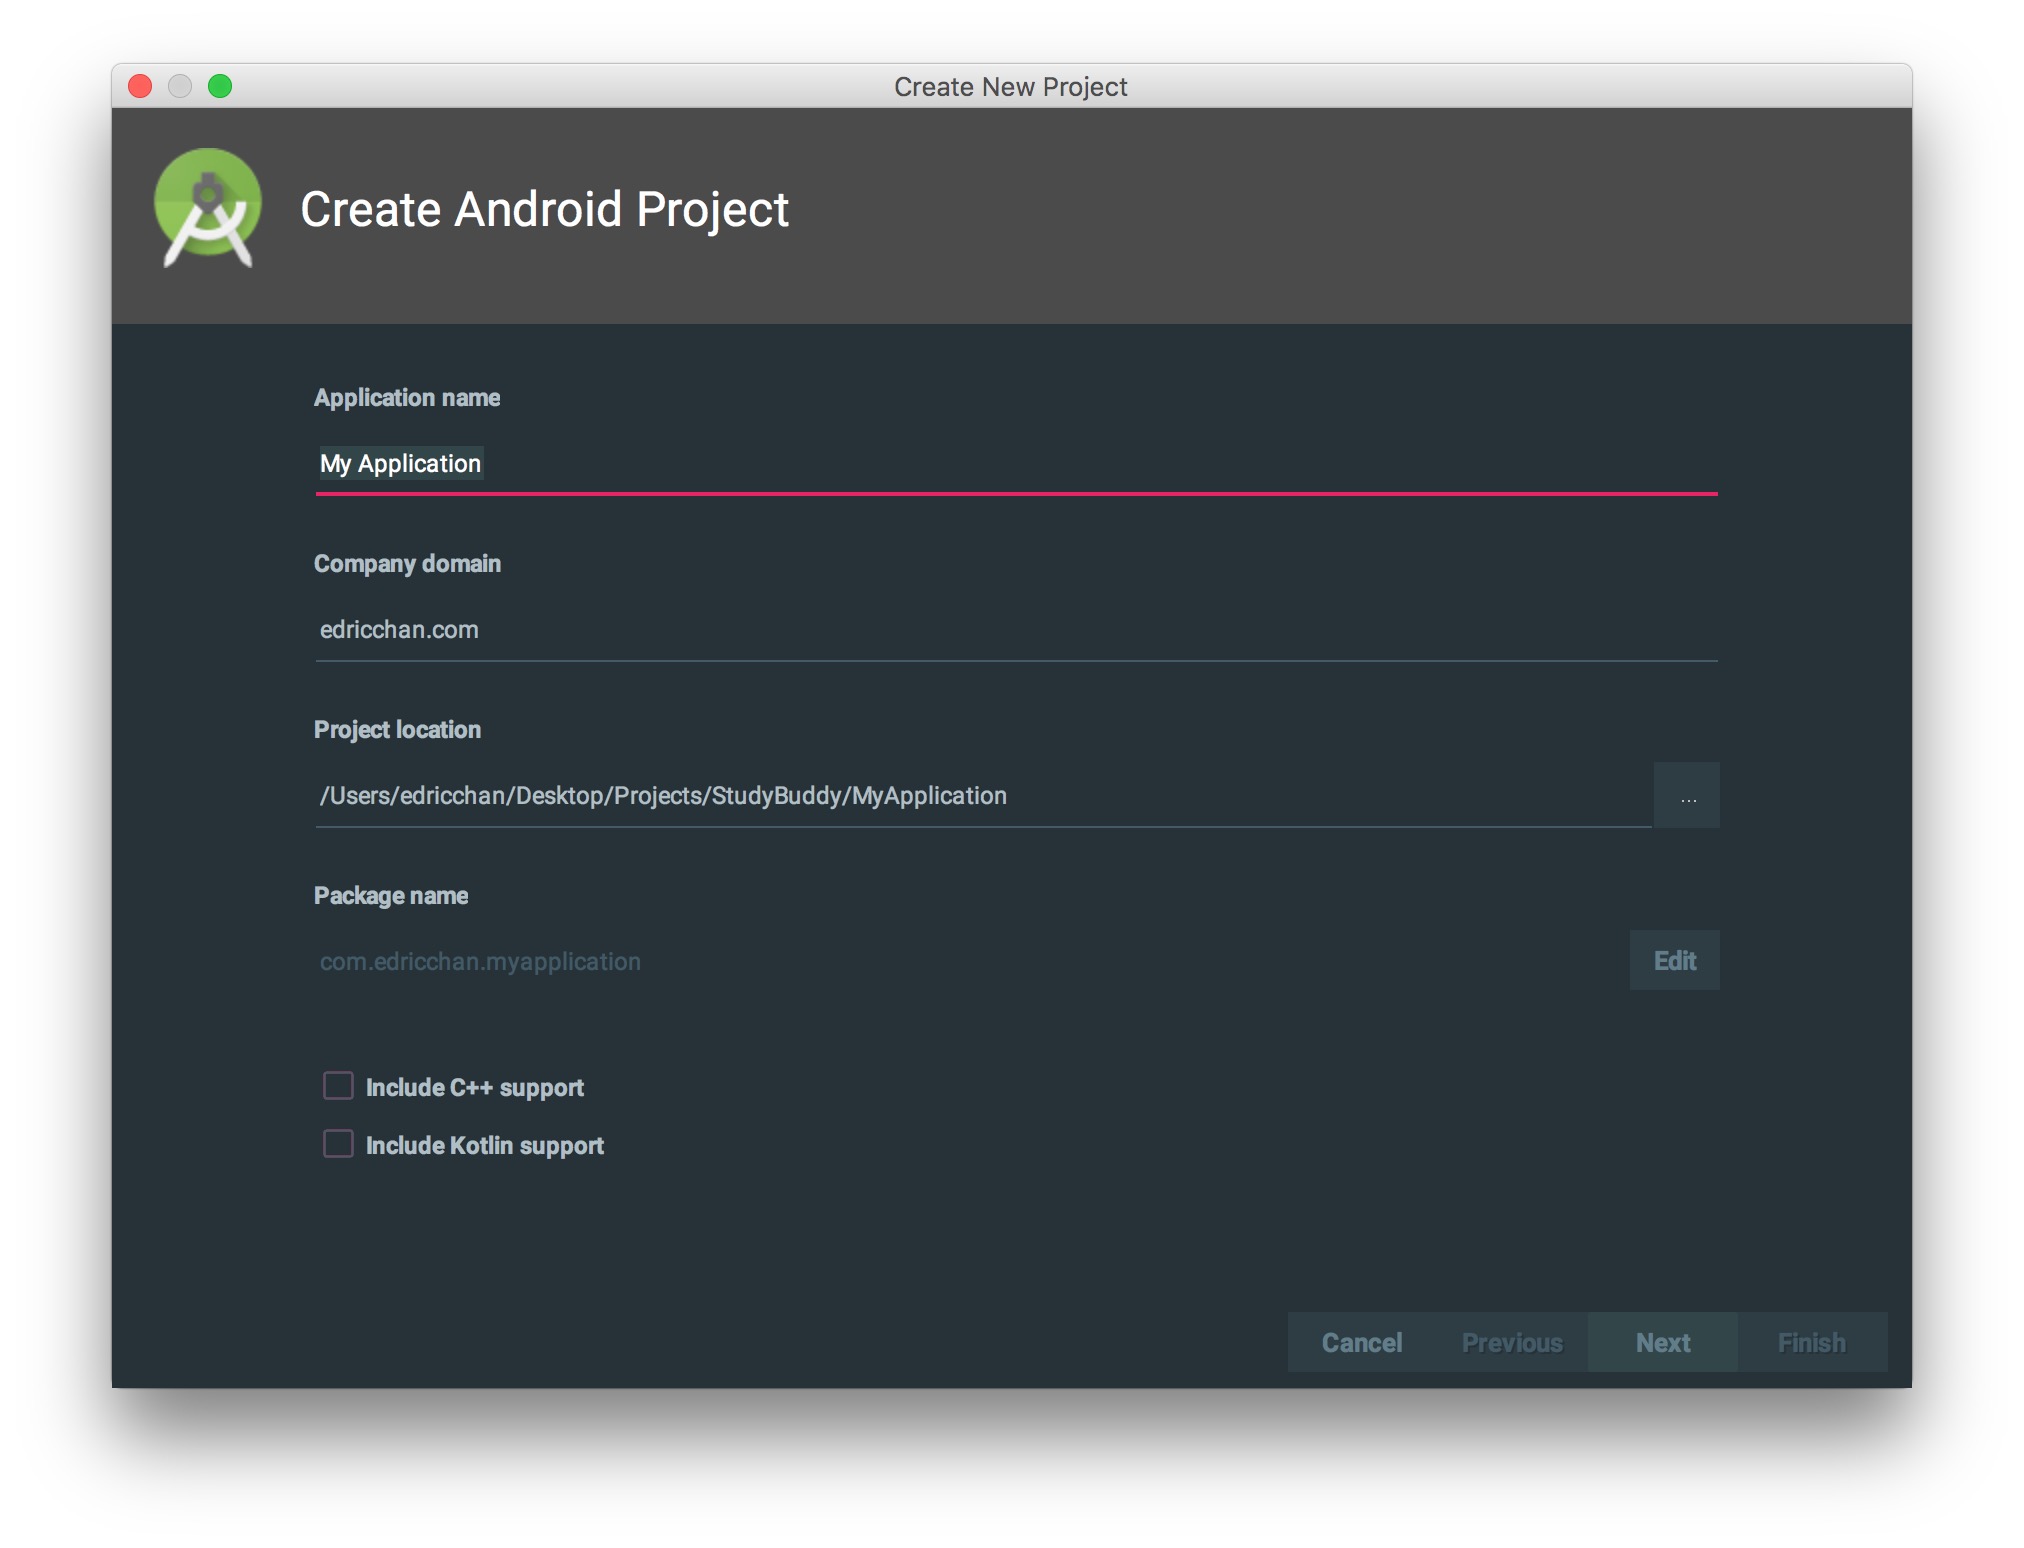 Create New Project
Create Android Project
Application name
My Application
Company domain
edricchan.com
Project location
/Users/edricchan/Desktop/Projects/StudyBuddy/MyApplication
...
Package name
com.edricchan.myapplication
Edit
Include C++ support
Include Kotlin support
Cancel Previous Next Finish